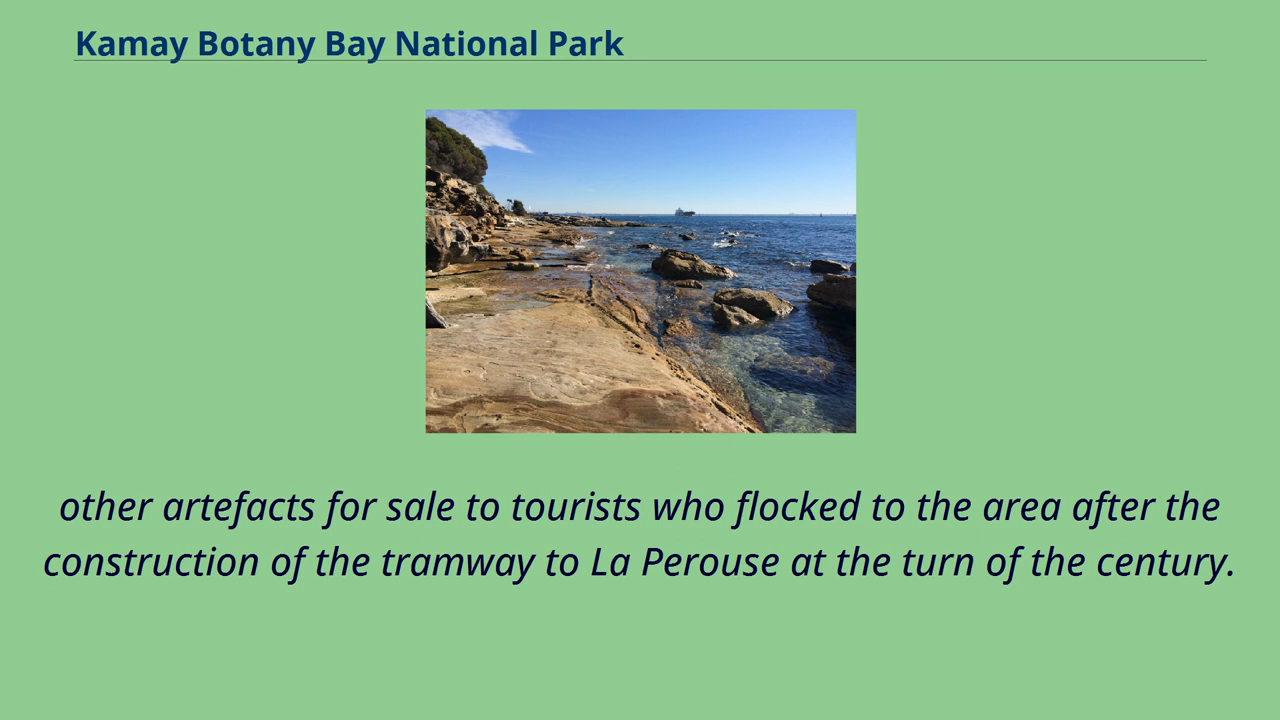 Kamay Botany Bay National Park
other artefacts for sale to tourists who flocked to the area after the
construction of the tramway to La Perouse at the turn of the century.